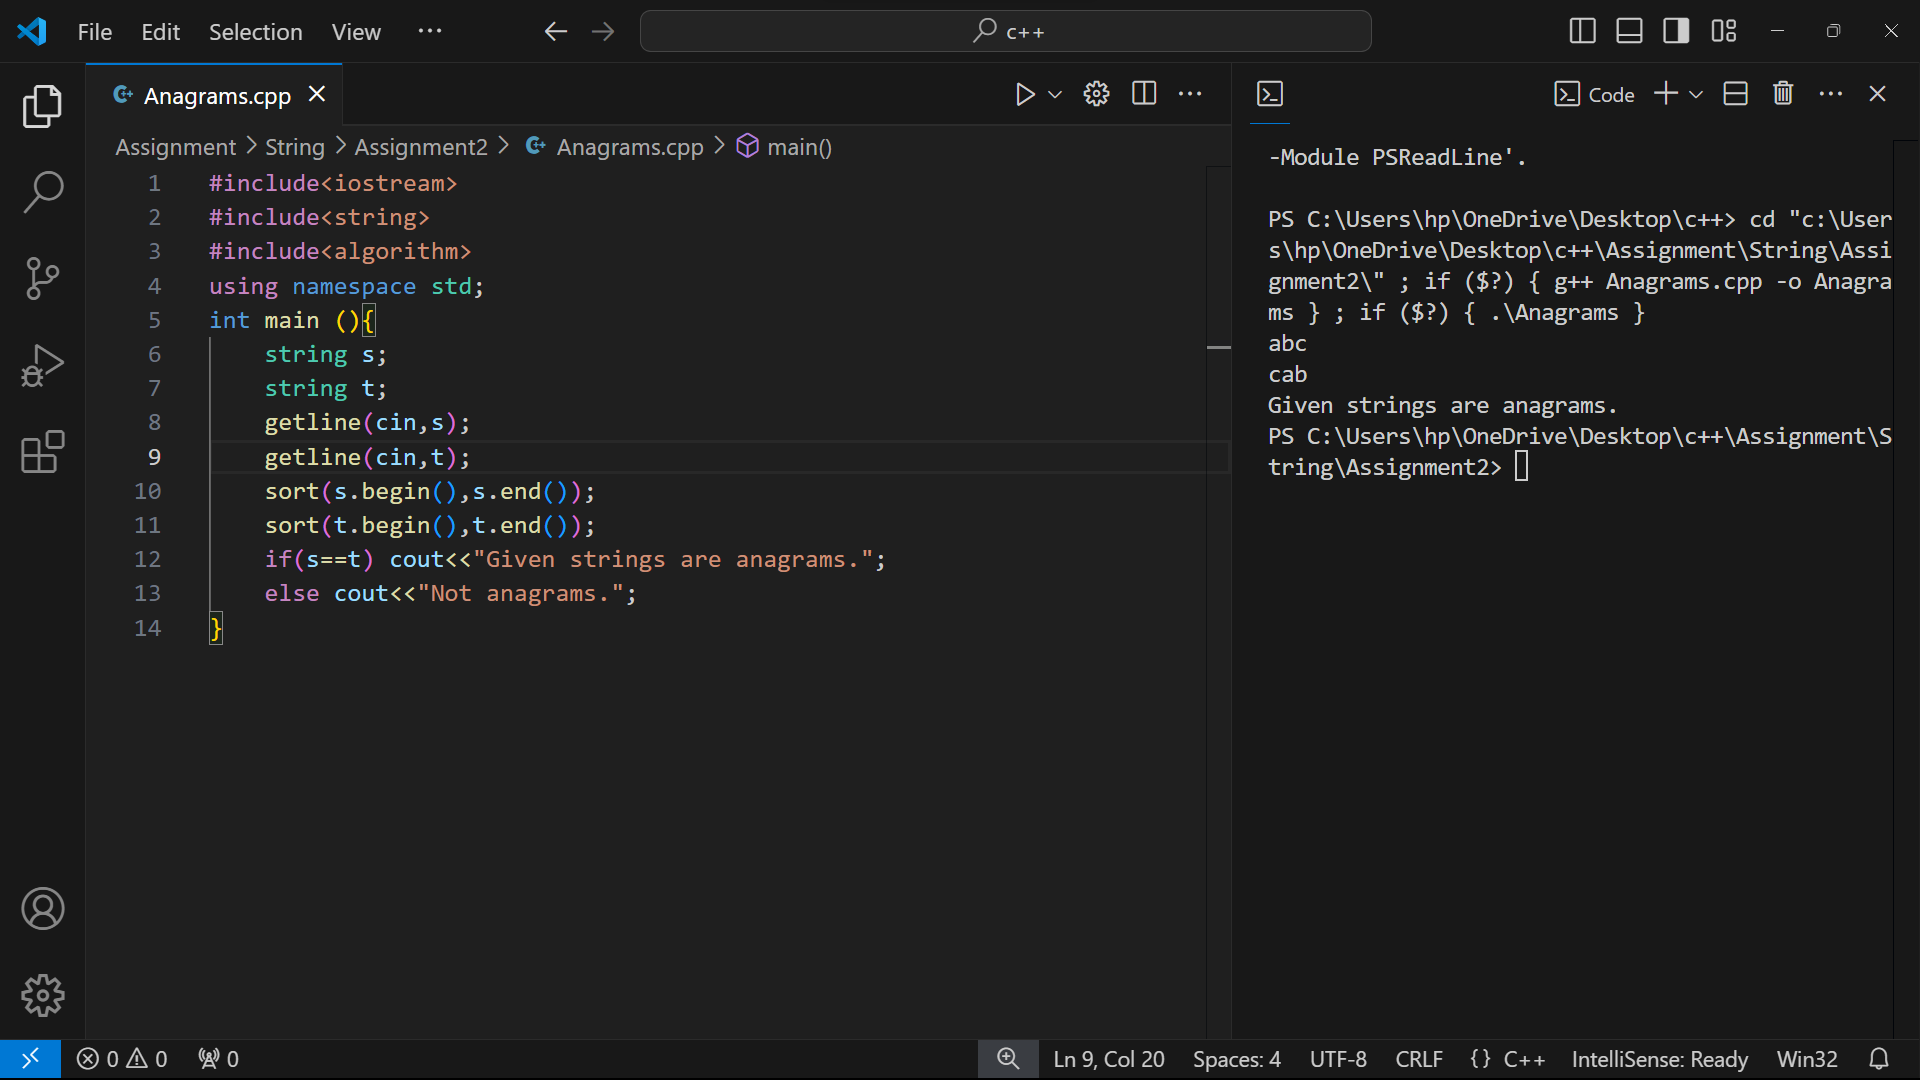 File Edit Selection View ···
c++
Anagrams.cpp
Code
Assignment > String > Assignment2 > Anagrams.cpp > main()
1 #include<iostream>
2 #include<string>
3 #include<algorithm>
4 using namespace std;
5 int main (){
6     string s;
7     string t;
8     getline(cin,s);
9     getline(cin,t);
10     sort(s.begin(),s.end());
11     sort(t.begin(),t.end());
12     if(s==t) cout<<"Given strings are anagrams.";
13     else cout<<"Not anagrams.";
14 }
-Module PSReadLine'.
PS C:\Users\hp\OneDrive\Desktop\c++> cd "c:\User
s\hp\OneDrive\Desktop\c++\Assignment\String\Assi
gnment2\" ; if ($?) { g++ Anagrams.cpp -o Anagra
ms } ; if ($?) { .\Anagrams }
abc
cab
Given strings are anagrams.
PS C:\Users\hp\OneDrive\Desktop\c++\Assignment\S
tring\Assignment2>
0 0 0 Ln 9, Col 20 Spaces: 4 UTF-8 CRLF {} C++ IntelliSense: Ready Win32